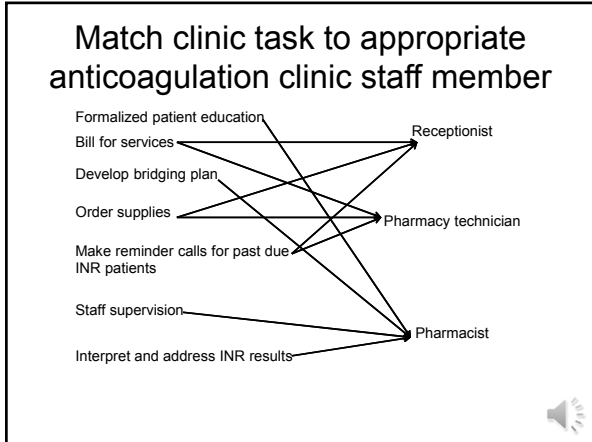 Match clinic task to appropriate
anticoagulation clinic staff member
Formalized patient education
Bill for services
Develop bridging plan
Order supplies
Make reminder calls for past due
INR patients
Staff supervision
Interpret and address INR results
Receptionist
Pharmacy technician
Pharmacist